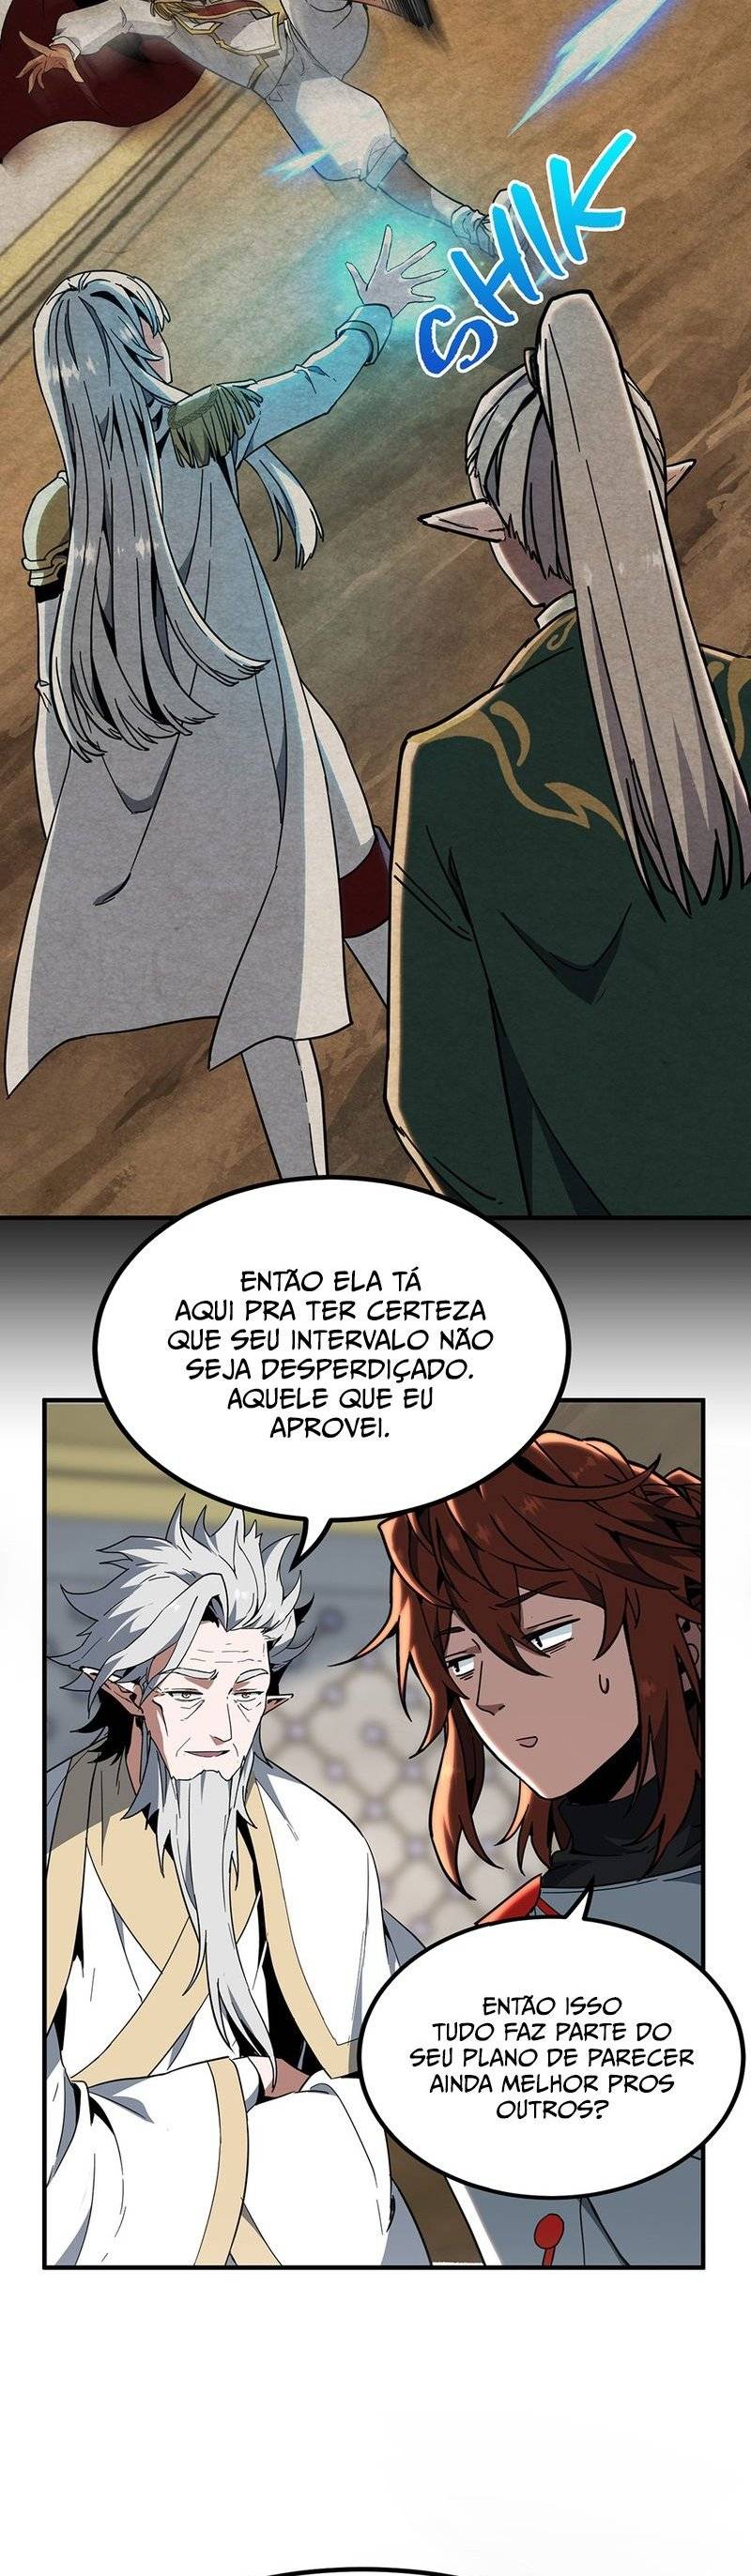 SHIK
ENTÃO ELA TÁ
AQUI PRA TER CERTEZA
QUE SEU INTERVALO NÃO
SEJA DESPERDIÇADO.
AQUELE QUE EU
APROVEI.
ENTÃO ISSO
TUDO FAZ PARTE DO
SEU PLANO DE PARECER
AINDA MELHOR PROS
OUTROS?